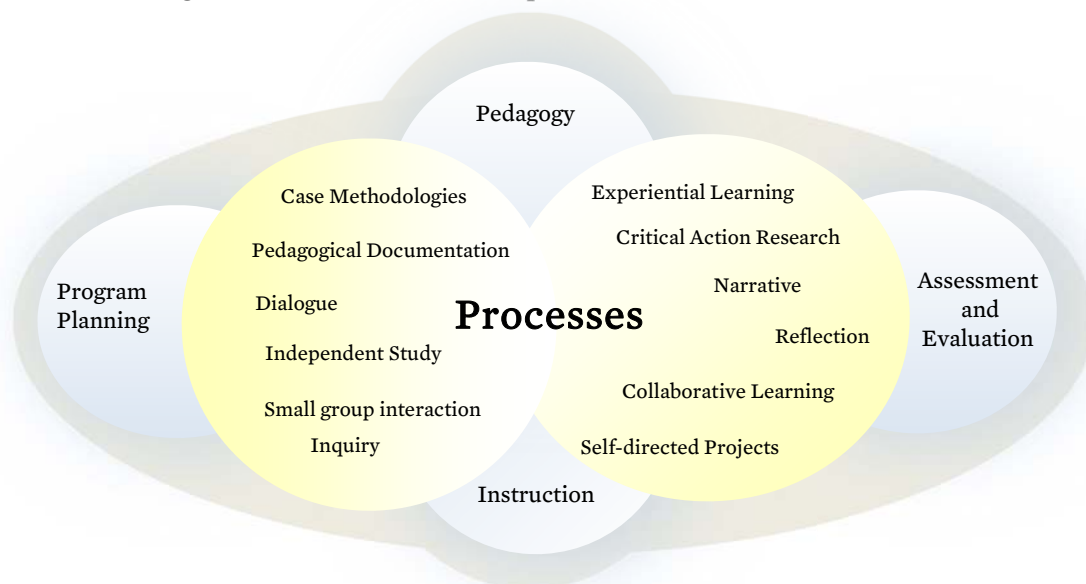 Pedagogy
Case Methodologies
Experiential Learning
Critical Action Research
Pedagogical Documentation
Narrative
Assessment
and
Evaluation
Program
Planning
Dialogue
Processes
Reflection
Independent Study
Collaborative Learning
Small group interaction
Inquiry
Self-directed Projects
Instruction